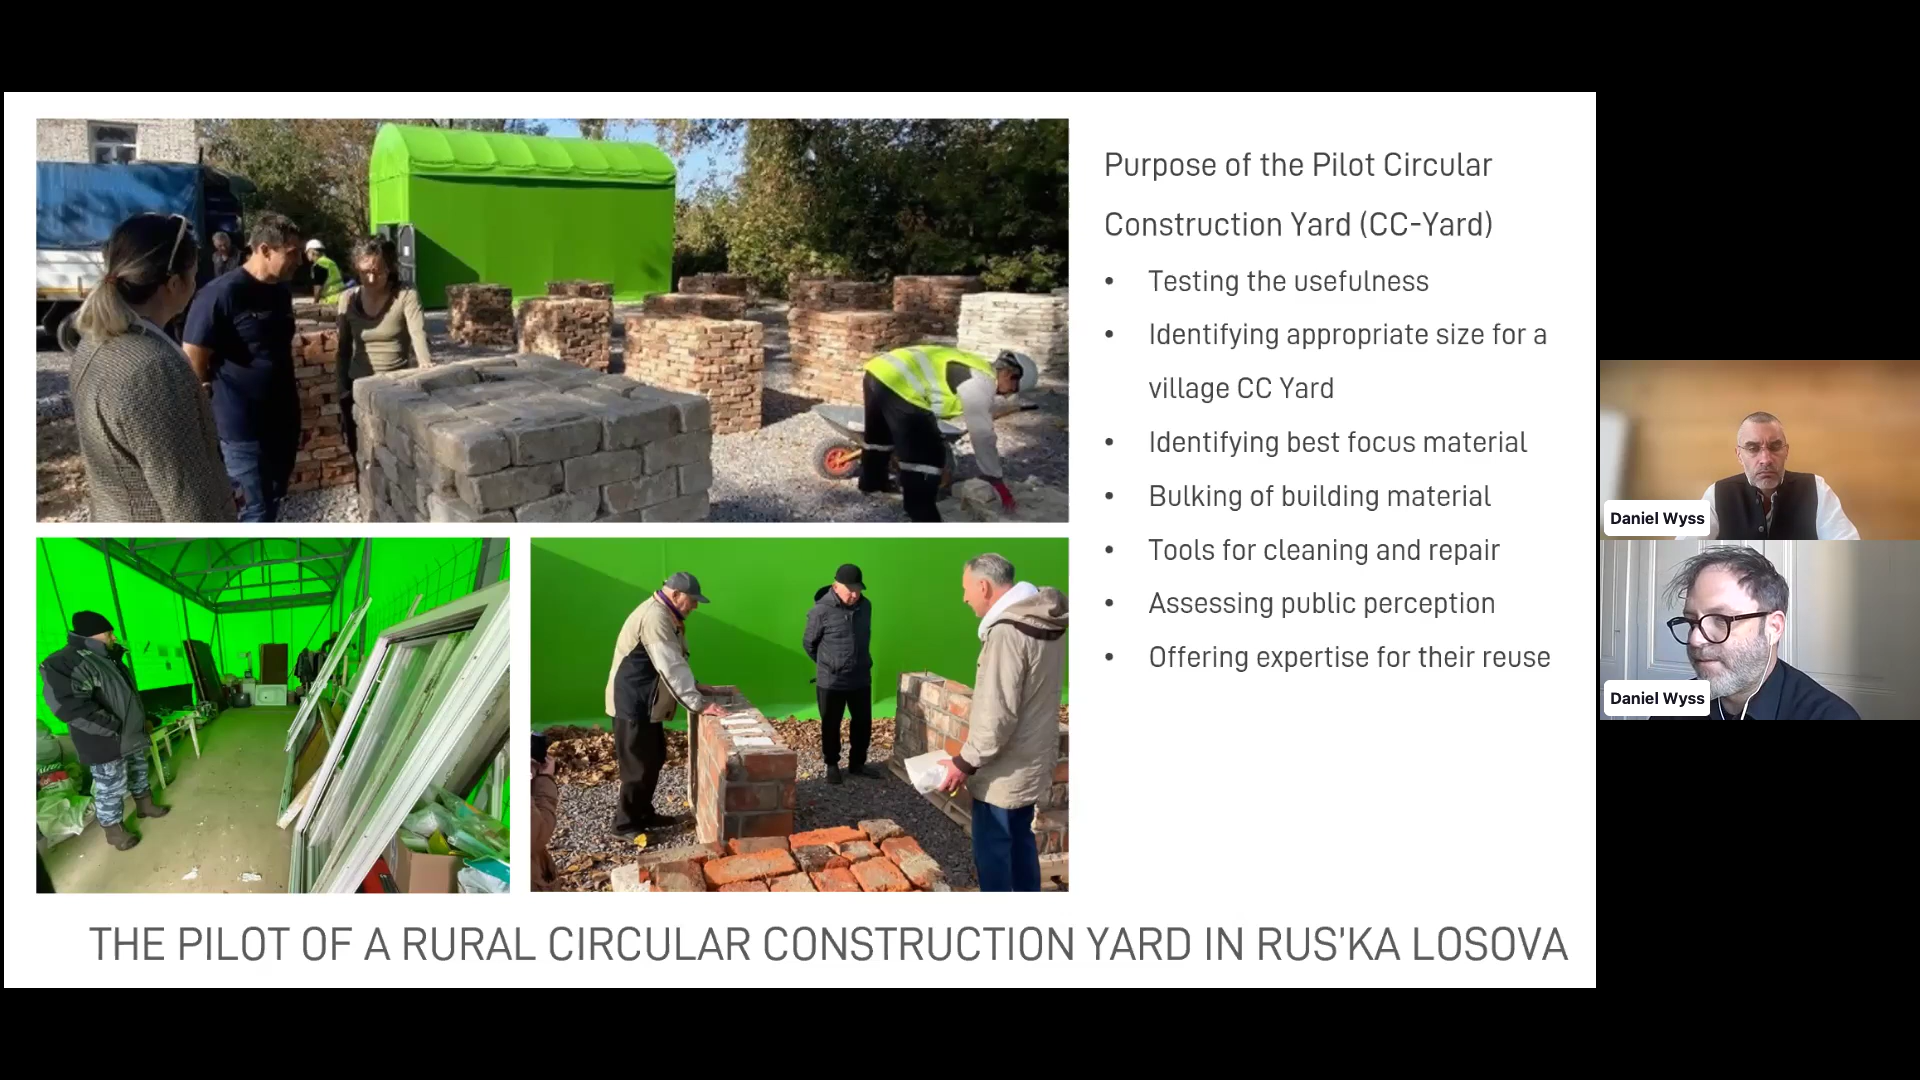 Purpose of the Pilot Circular
Construction Yard (CC-Yard)
• Testing the usefulness
• Identifying appropriate size for a
village CC Yard
• Identifying best focus material
• Bulking of building material
• Tools for cleaning and repair
• Assessing public perception
• Offering expertise for their reuse
THE PILOT OF A RURAL CIRCULAR CONSTRUCTION YARD IN RUS'KA LOSOVA
Daniel Wyss
Daniel Wyss